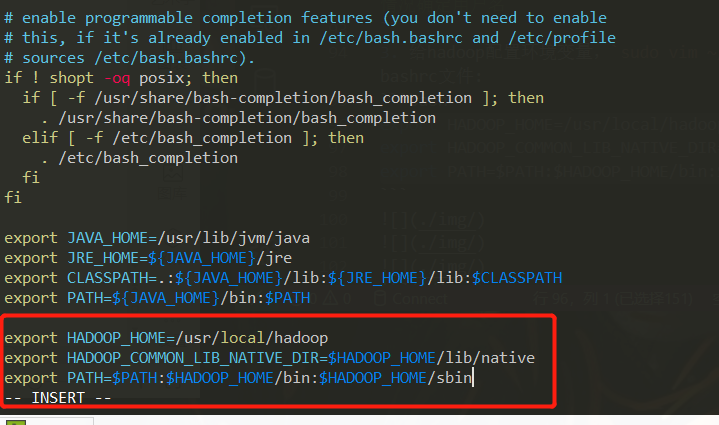 # enable programmable completion features (you don't need to enable
# this, if it's already enabled in /etc/bash.bashrc and /etc/profile
# sources /etc/bash.bashrc).
if ! shopt -oq posix; then
  if [ -f /usr/share/bash-completion/bash_completion ]; then
    . /usr/share/bash-completion/bash_completion
  elif [ -f /etc/bash_completion ]; then
    . /etc/bash_completion
  fi
fi
export JAVA_HOME=/usr/lib/jvm/java
export JRE_HOME=${JAVA_HOME}/jre
export CLASSPATH=.:${JAVA_HOME}/lib:${JRE_HOME}/lib:$CLASSPATH
export PATH=${JAVA_HOME}/bin:$PATH
export HADOOP_HOME=/usr/local/hadoop
export HADOOP_COMMON_LIB_NATIVE_DIR=$HADOOP_HOME/lib/native
export PATH=$PATH:$HADOOP_HOME/bin:$HADOOP_HOME/sbin
-- INSERT --